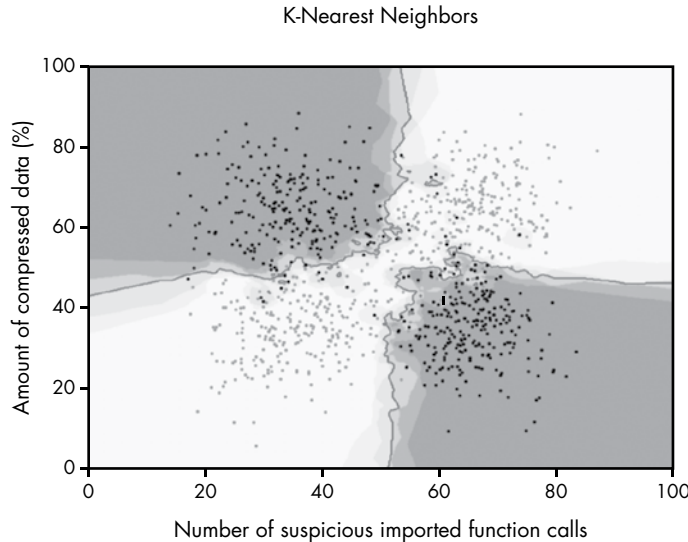 K-Nearest Neighbors
100
80
60
40
20
0
Amount of compressed data (%)
0 20 40 60 80 100
Number of suspicious imported function calls